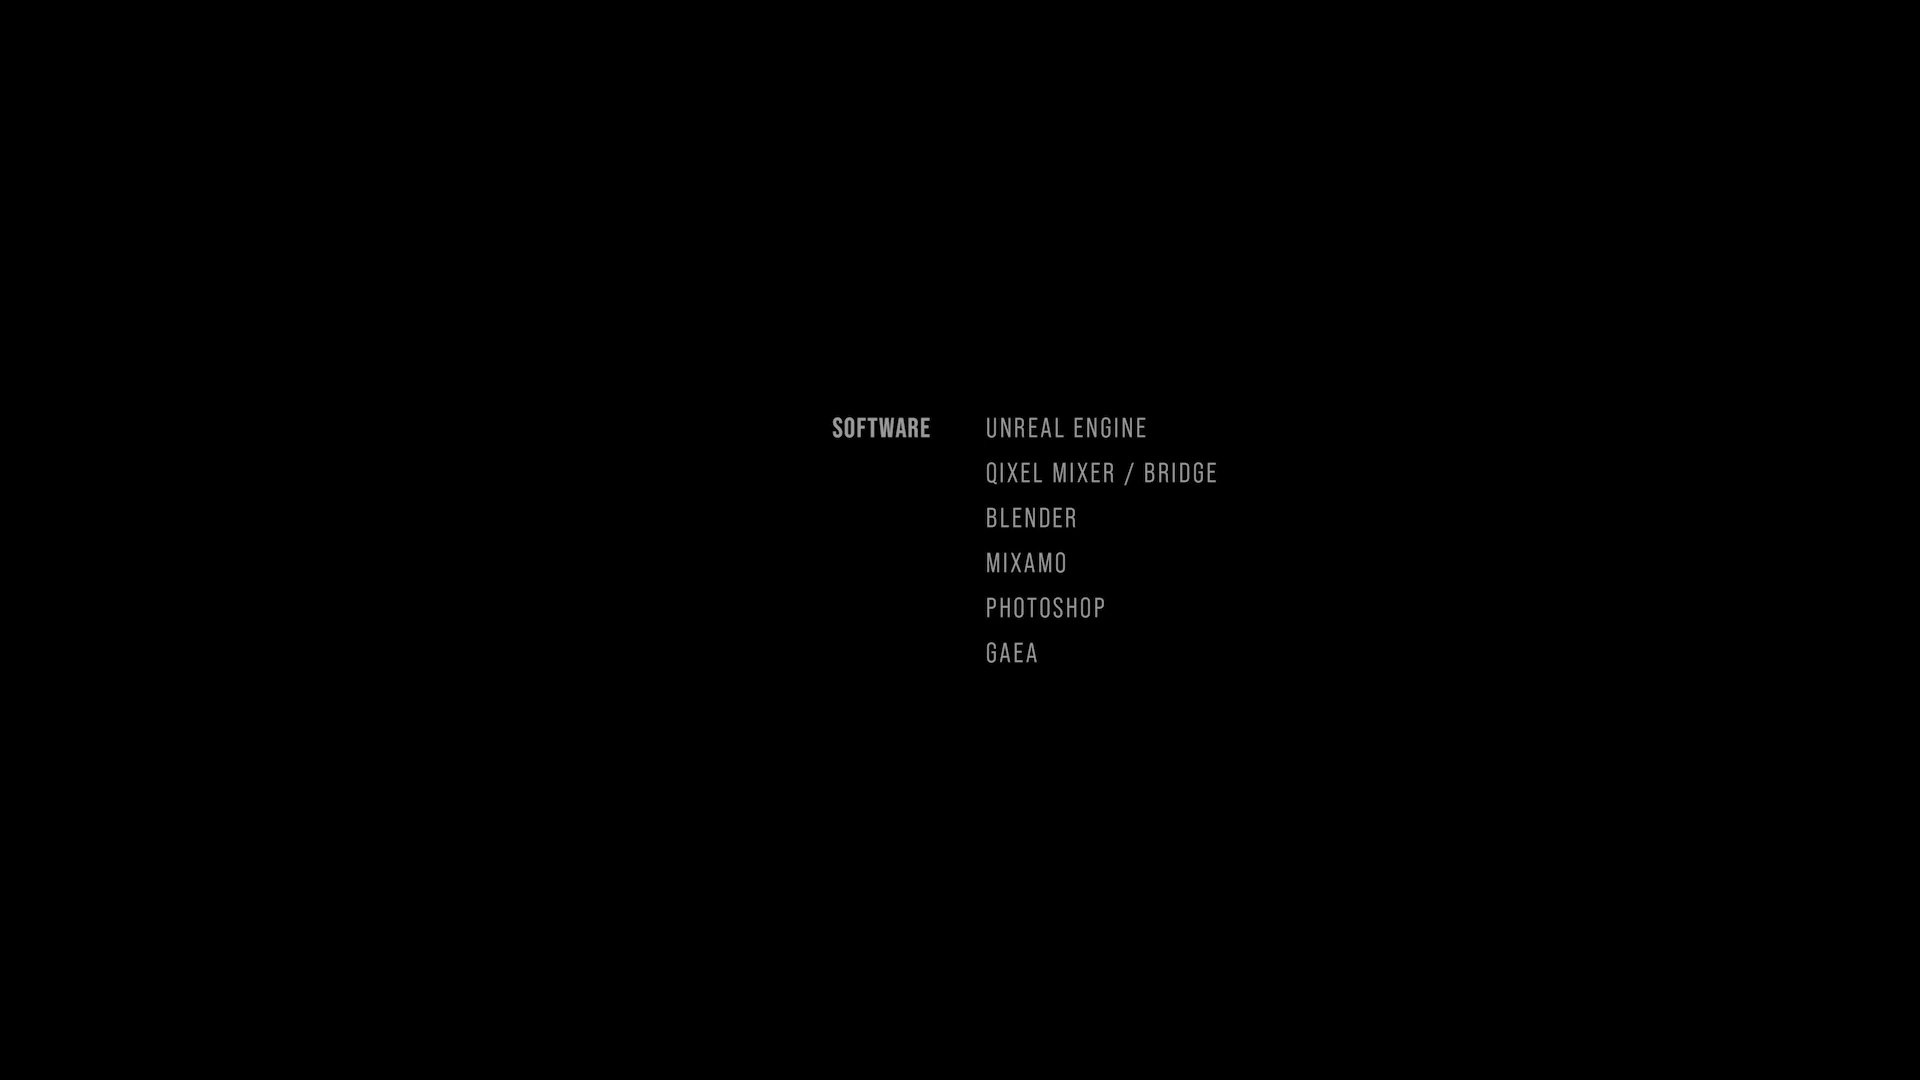 SOFTWARE UNREAL ENGINE
QIXEL MIXER / BRIDGE
BLENDER
MIXAMO
PHOTOSHOP
GAEA